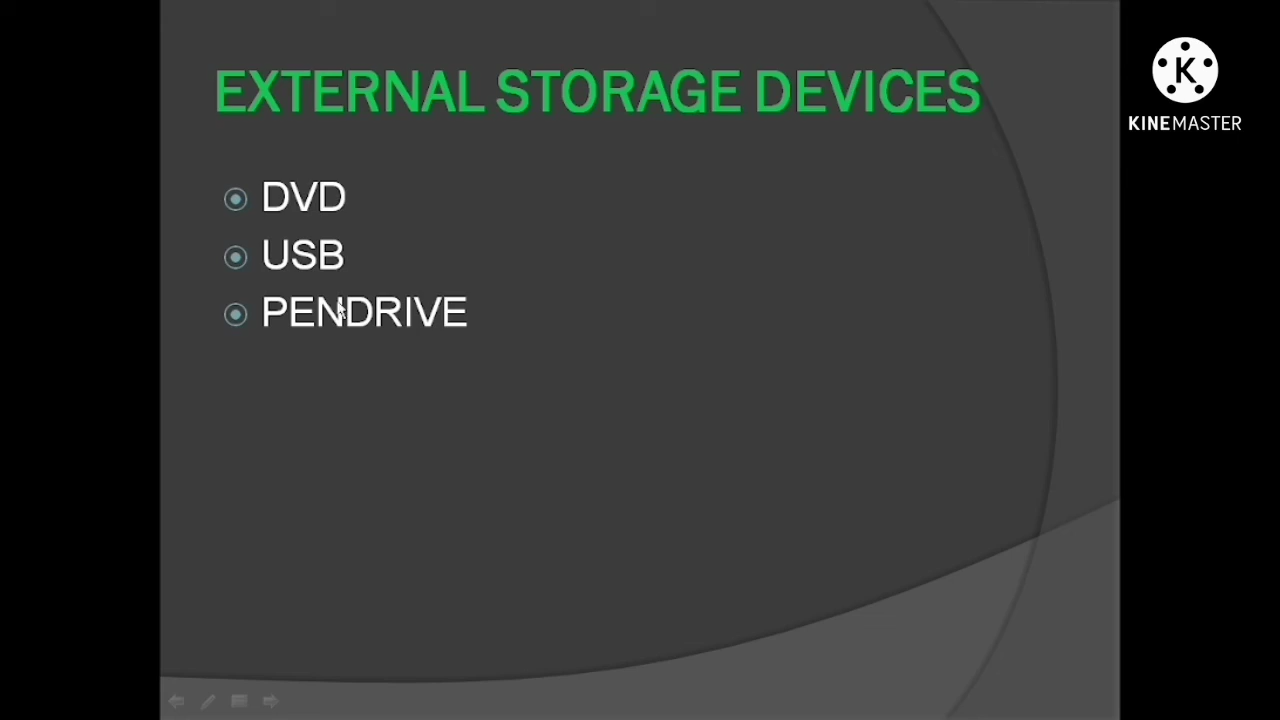 EXTERNAL STORAGE DEVICES
K
KINEMASTER
DVD
USB
PENDRIVE